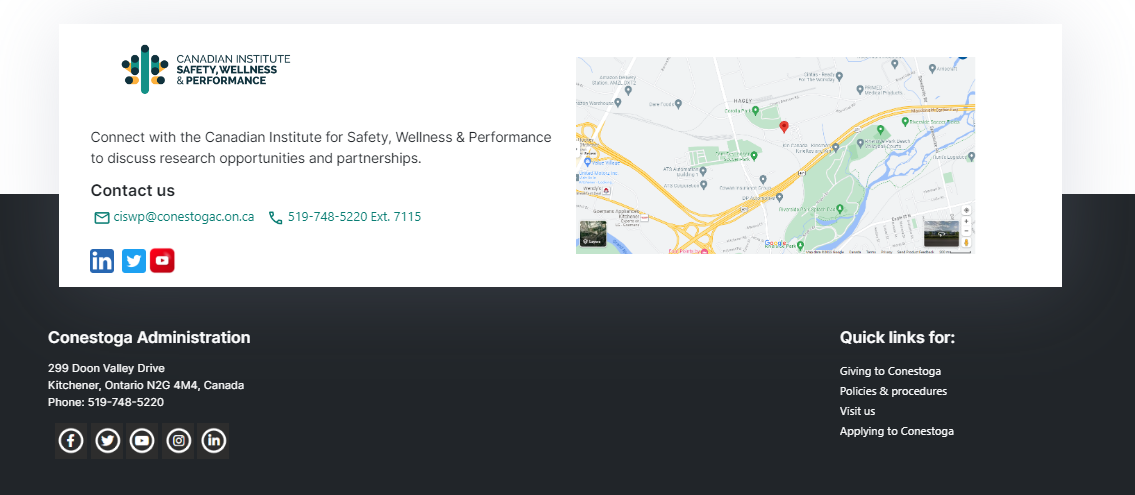 CANADIAN INSTITUTE
SAFETY, WELLNESS
& PERFORMANCE
Connect with the Canadian Institute for Safety, Wellness & Performance
to discuss research opportunities and partnerships.
Contact us
ciswp@conestogac.on.ca
519-748-5220 Ext. 7115
HAGEY
Google
Conestoga Administration
299 Doon Valley Drive
Kitchener, Ontario N2G 4M4, Canada
Phone: 519-748-5220
Quick links for:
Giving to Conestoga
Policies & procedures
Visit us
Applying to Conestoga